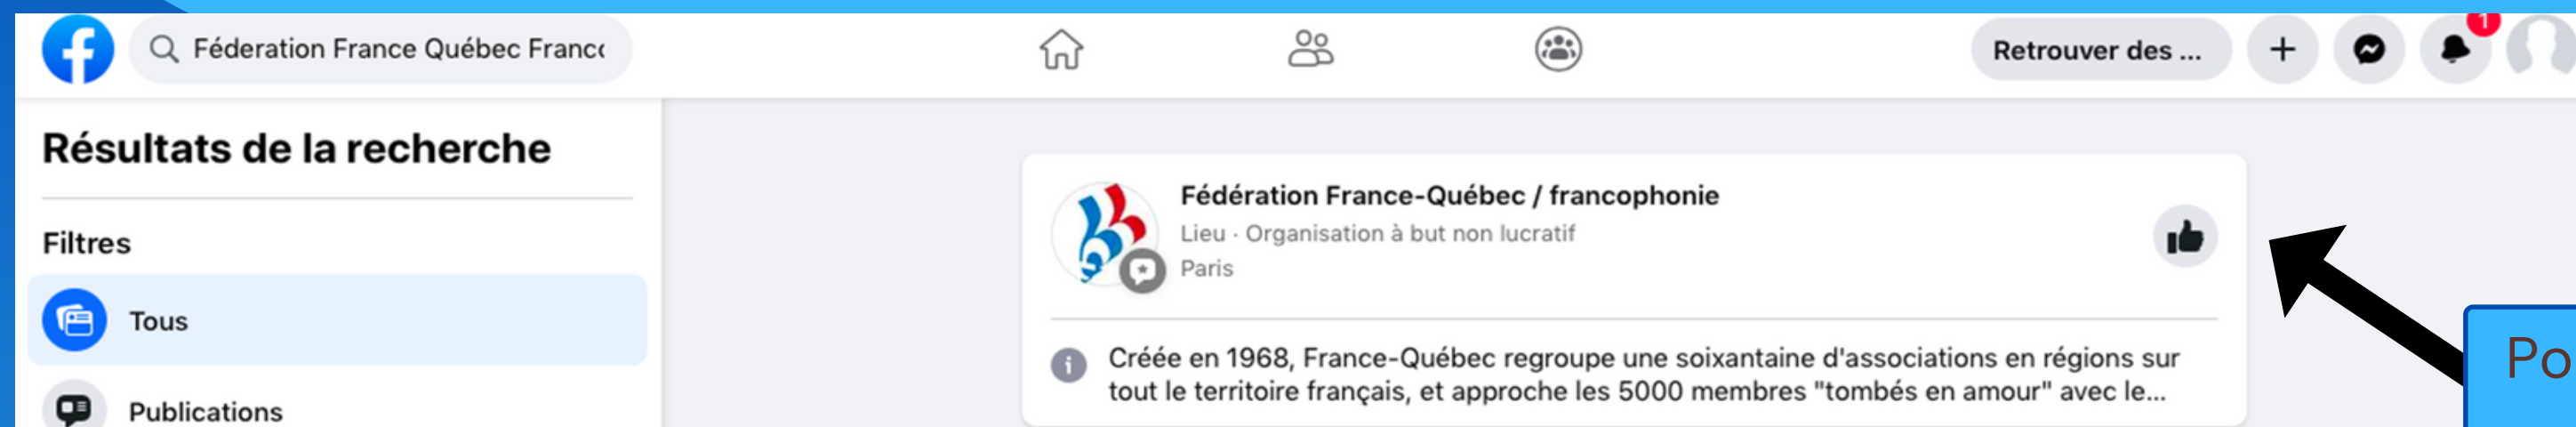 Féderation France Québec Franc
Retrouver des ...
1
Résultats de la recherche
Filtres
Tous
Publications
Fédération France-Québec / francophonie
Lieu · Organisation à but non lucratif
Paris
Créée en 1968, France-Québec regroupe une soixantaine d'associations en régions sur
tout le territoire français, et approche les 5000 membres "tombés en amour" avec le...
Po